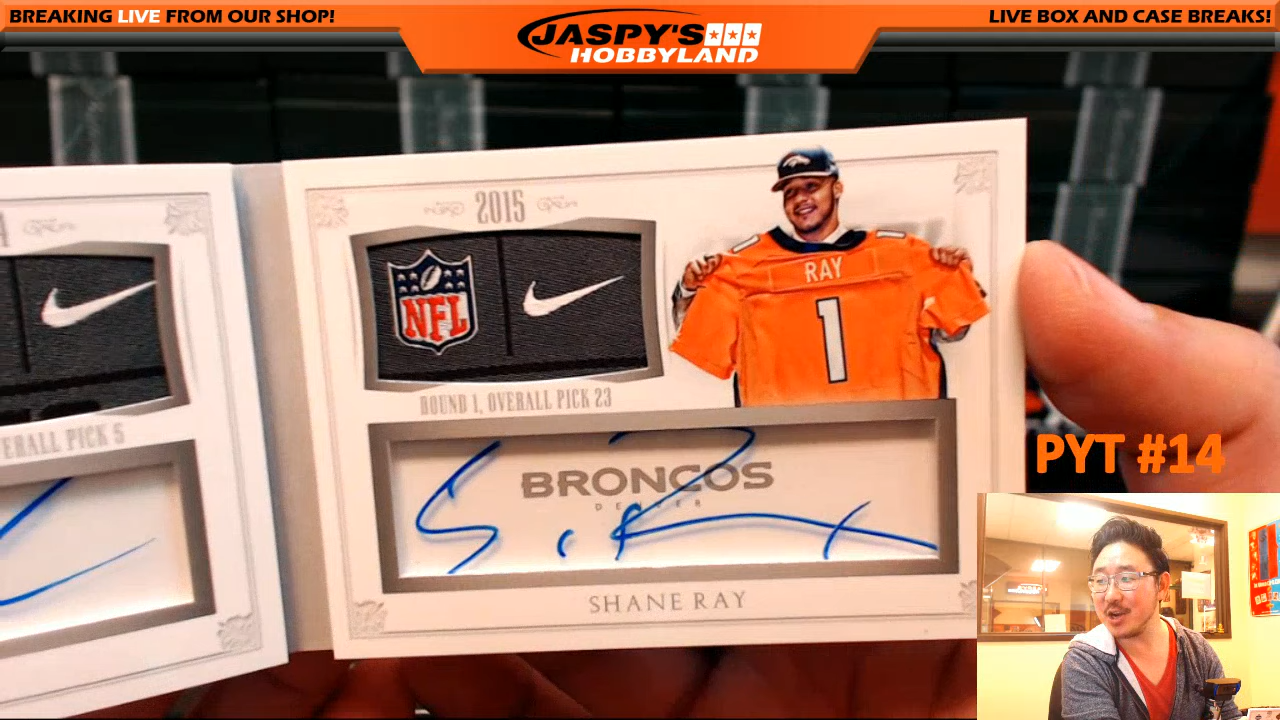 BREAKING LIVE FROM OUR SHOP!
JASPY'S
HOBBYLAND
LIVE BOX AND CASE BREAKS!
2015
NFL
RAY
1
ROUND 1, OVERALL PICK 23
PICK 5
BRONCOS
DENVER
S. R
SHANE RAY
PYT #14